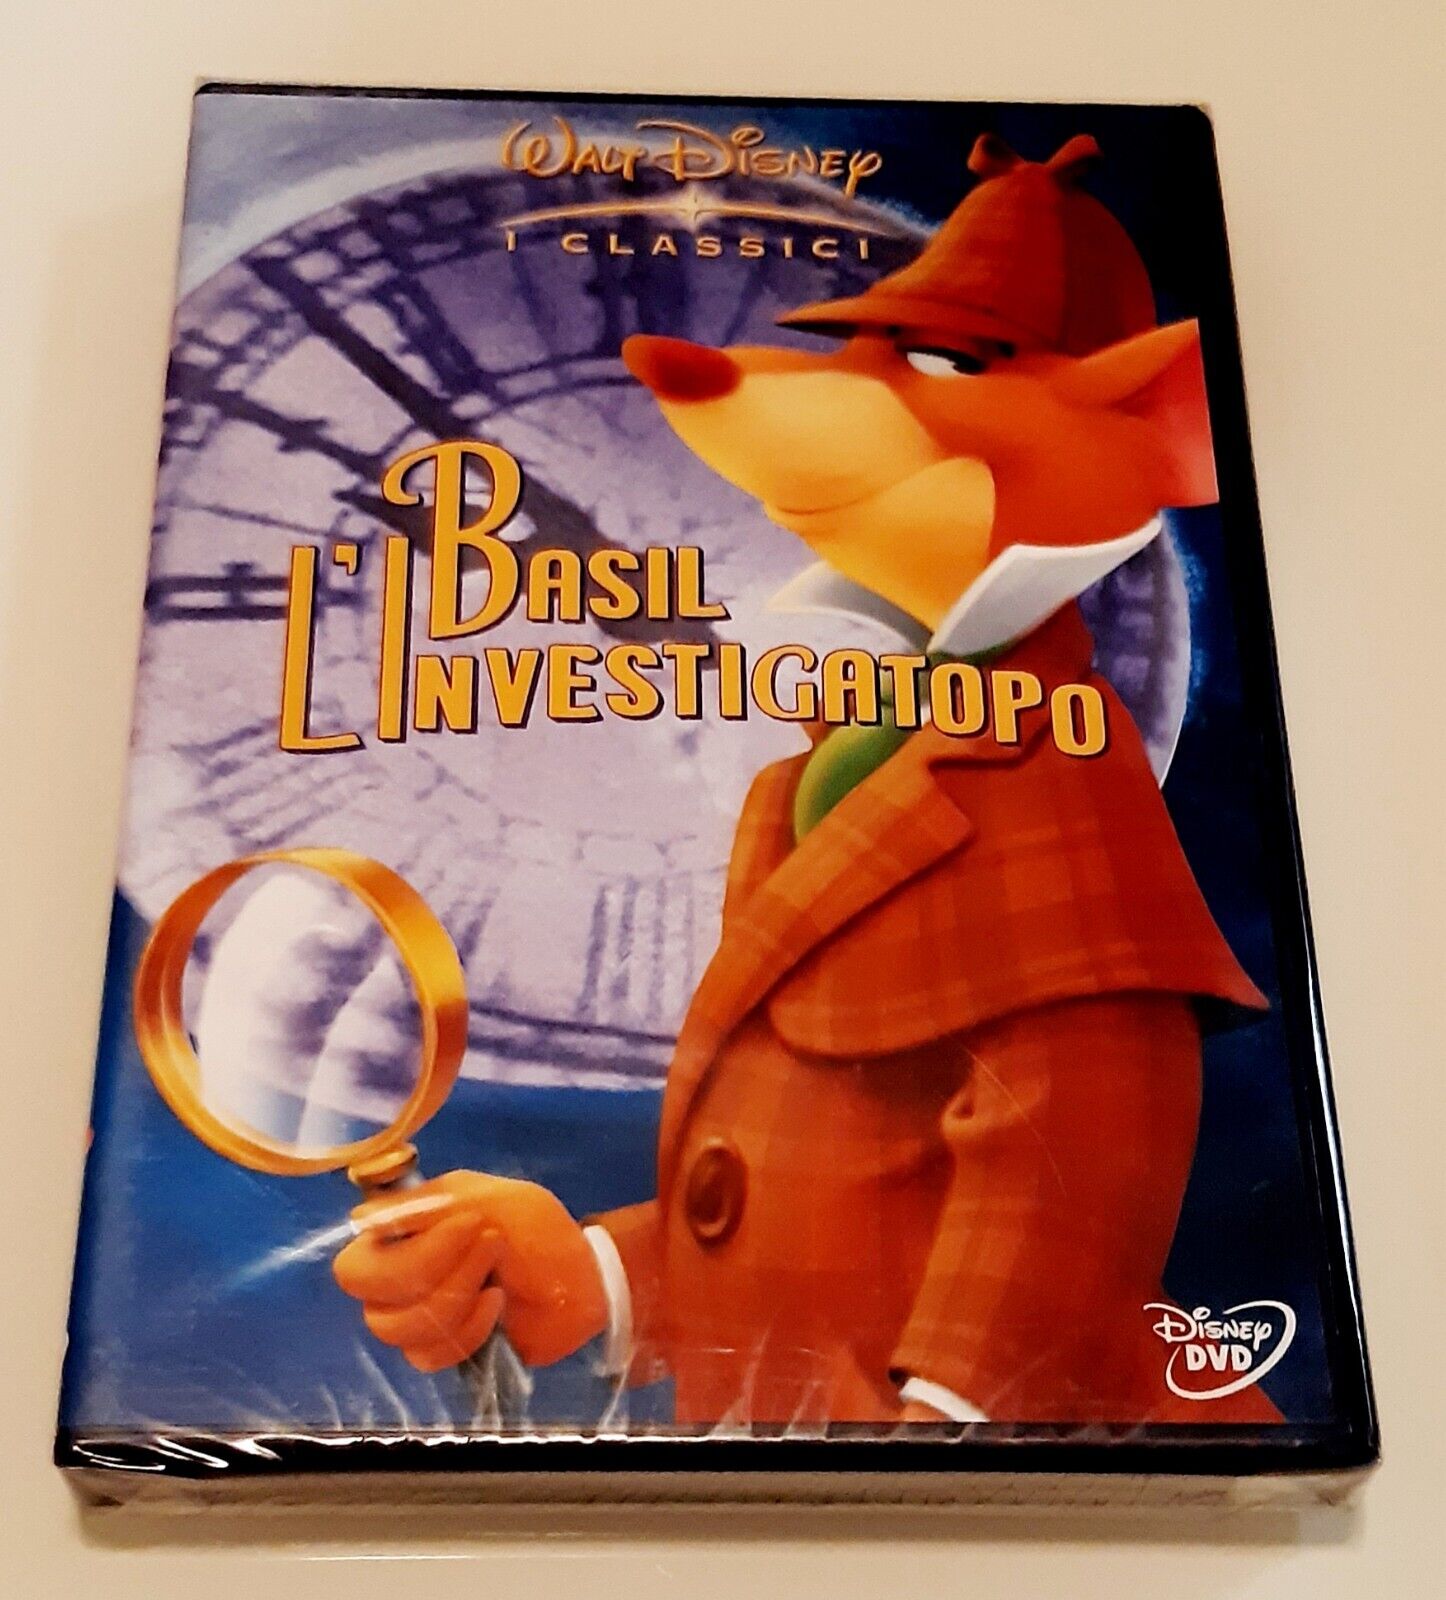 WALT DISNEY
I CLASSICI
BASIL
L'INVESTIGATOPO
DISNEY
DVD